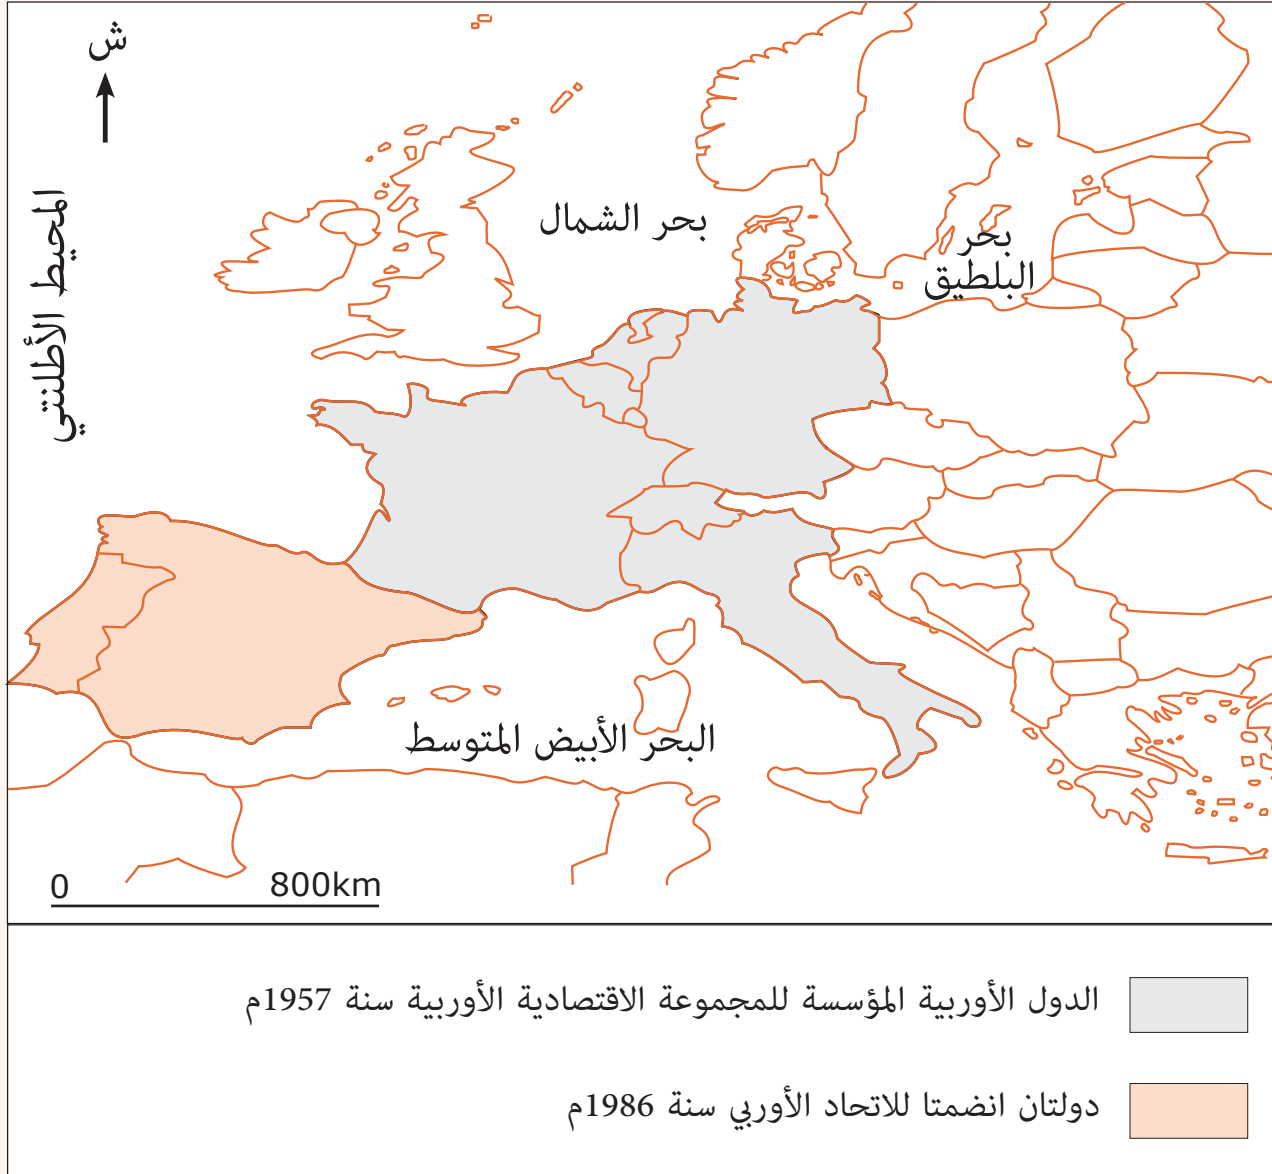 ش
المحيط الأطلنتي
بحر الشمال
بحر
البلطيق
البحر الأبيض المتوسط
0 800km
الدول الأوربية المؤسسة للمجموعة الاقتصادية الأوربية سنة 1957م
دولتان انضمتا للاتحاد الأوربي سنة 1986م